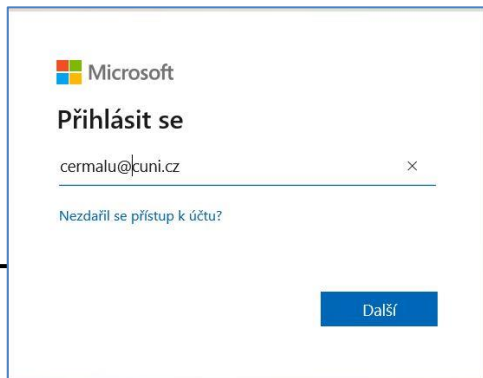 Microsoft
Přihlásit se
cermalu@cuni.cz
Nezdařil se přístup k účtu?
Další